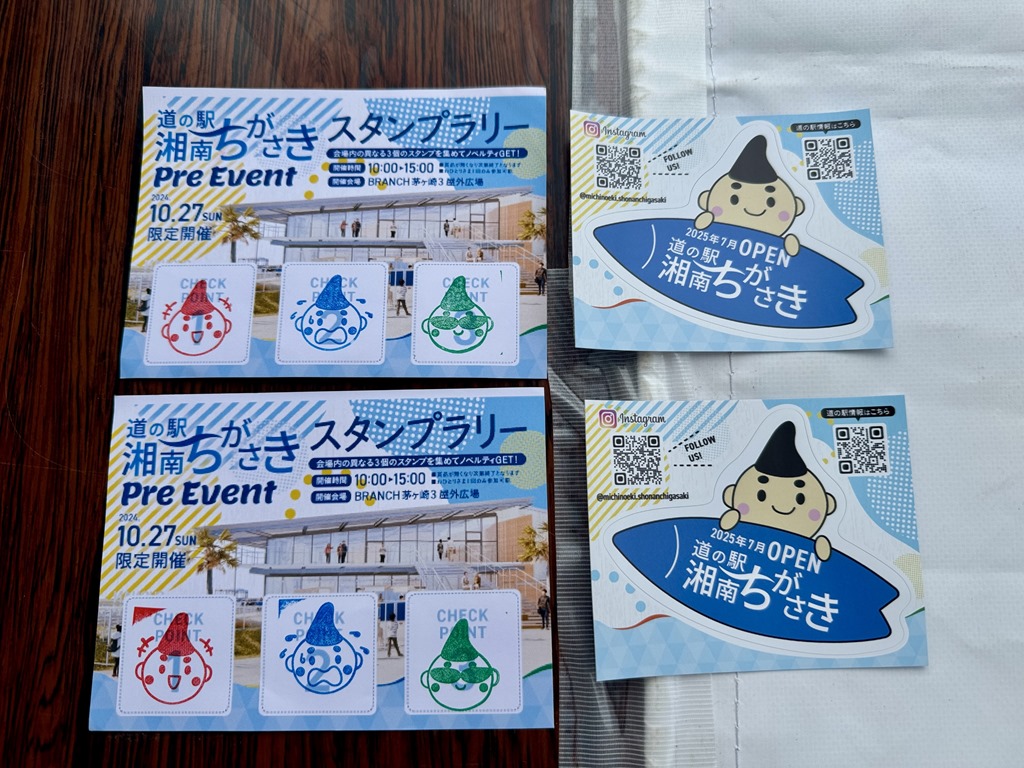 道の駅
湘南ちがさき
スタンプラリー
Pre Event
会場内の異なる3個のスタンプを集めてノベルティGET!
開催時間 10:00▶15:00
開催会場 BRANCH茅ヶ崎3 屋外広場
2024.
10.27SUN
限定開催
CHECK POINT 1
CHECK POINT 2
CHECK POINT 3
Instagram
FOLLOW US!
@michinoeki.shonanchigasaki
道の駅情報はこちら
2025年7月OPEN
道の駅
湘南ちがさき
道の駅
湘南ちがさき
スタンプラリー
Pre Event
会場内の異なる3個のスタンプを集めてノベルティGET!
開催時間 10:00▶15:00
開催会場 BRANCH茅ヶ崎3 屋外広場
2024.
10.27SUN
限定開催
CHECK POINT 1
CHECK POINT 2
CHECK POINT
Instagram
FOLLOW US!
@michinoeki.shonanchigasaki
道の駅情報はこちら
2025年7月OPEN
道の駅
湘南ちがさき